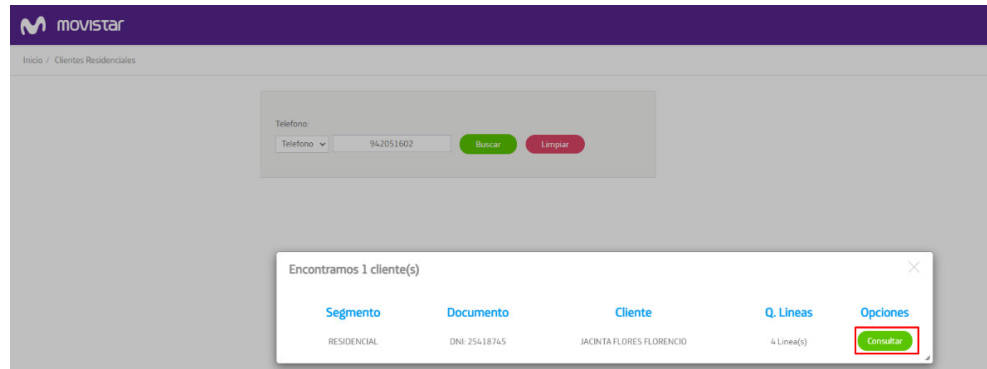 movistar
Inicio / Clientes Residenciales
Telefono:
Telefono 942051602 Buscar Limpiar
Encontramos 1 cliente(s)
Segmento Documento Cliente Q. Lineas Opciones
RESIDENCIAL DNI: 25418745 JACINTA FLORES FLORENCIO 4 Linea(s) Consultar